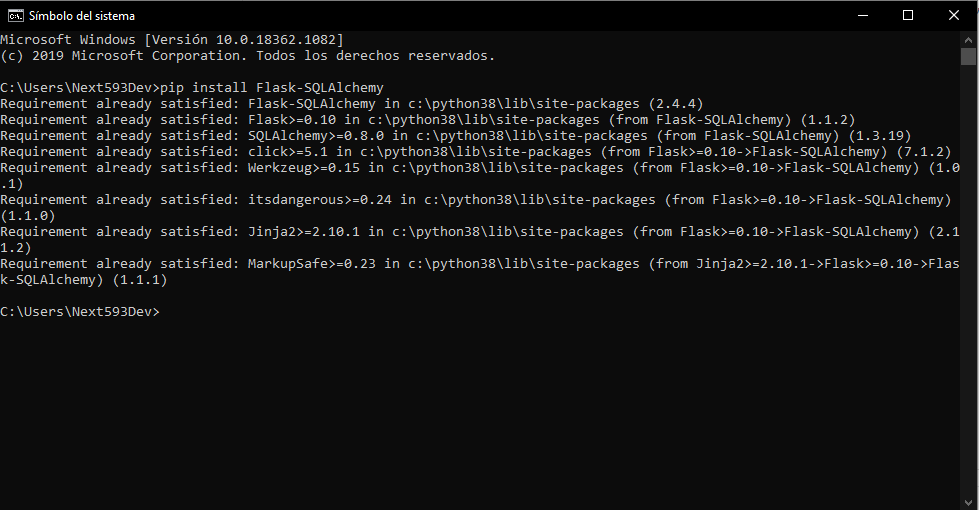 Símbolo del sistema
Microsoft Windows [Versión 10.0.18362.1082]
(c) 2019 Microsoft Corporation. Todos los derechos reservados.
C:\Users\Next593Dev>pip install Flask-SQLAlchemy
Requirement already satisfied: Flask-SQLAlchemy in c:\python38\lib\site-packages (2.4.4)
Requirement already satisfied: Flask>=0.10 in c:\python38\lib\site-packages (from Flask-SQLAlchemy) (1.1.2)
Requirement already satisfied: SQLAlchemy>=0.8.0 in c:\python38\lib\site-packages (from Flask-SQLAlchemy) (1.3.19)
Requirement already satisfied: click>=5.1 in c:\python38\lib\site-packages (from Flask>=0.10->Flask-SQLAlchemy) (7.1.2)
Requirement already satisfied: Werkzeug>=0.15 in c:\python38\lib\site-packages (from Flask>=0.10->Flask-SQLAlchemy) (1.0
.1)
Requirement already satisfied: itsdangerous>=0.24 in c:\python38\lib\site-packages (from Flask>=0.10->Flask-SQLAlchemy)
(1.1.0)
Requirement already satisfied: Jinja2>=2.10.1 in c:\python38\lib\site-packages (from Flask>=0.10->Flask-SQLAlchemy) (2.1
1.2)
Requirement already satisfied: MarkupSafe>=0.23 in c:\python38\lib\site-packages (from Jinja2>=2.10.1->Flask>=0.10->Flas
k-SQLAlchemy) (1.1.1)
C:\Users\Next593Dev>